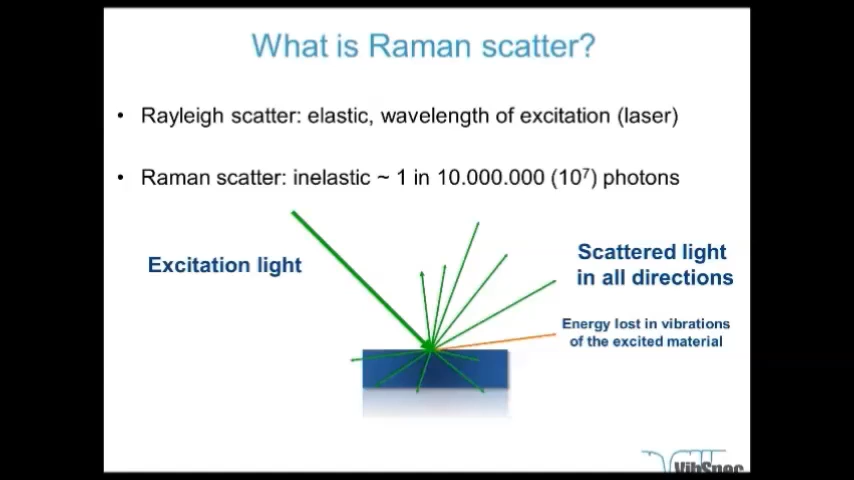 What is Raman scatter?
• Rayleigh scatter: elastic, wavelength of excitation (laser)
• Raman scatter: inelastic ~ 1 in 10.000.000 (10⁷) photons
Excitation light
Scattered light
in all directions
Energy lost in vibrations
of the excited material
VibSpec